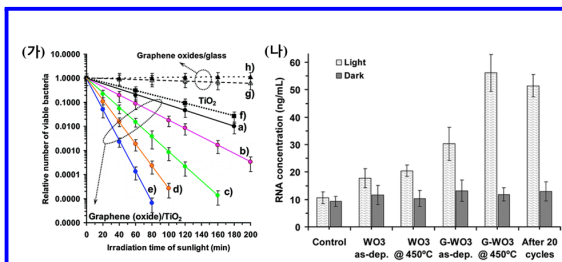 (가)
Graphene oxides/glass
10.0000
1.0000
0.1000
0.0100
0.0010
0.0001
0.0000
Relative number of viable bacteria
h)
g)
TiO2
f)
a)
b)
c)
d)
e)
Graphene (oxide)/TiO2
0 20 40 60 80 100 120 140 160 180 200
Irradiation time of sunlight (min)
(나)
Light
Dark
RNA concentration (ng/mL)
60
50
40
30
20
10
0
Control WO3 WO3 G-WO3 G-WO3 After 20
as-dep. @ 450ºC as-dep. @ 450ºC cycles